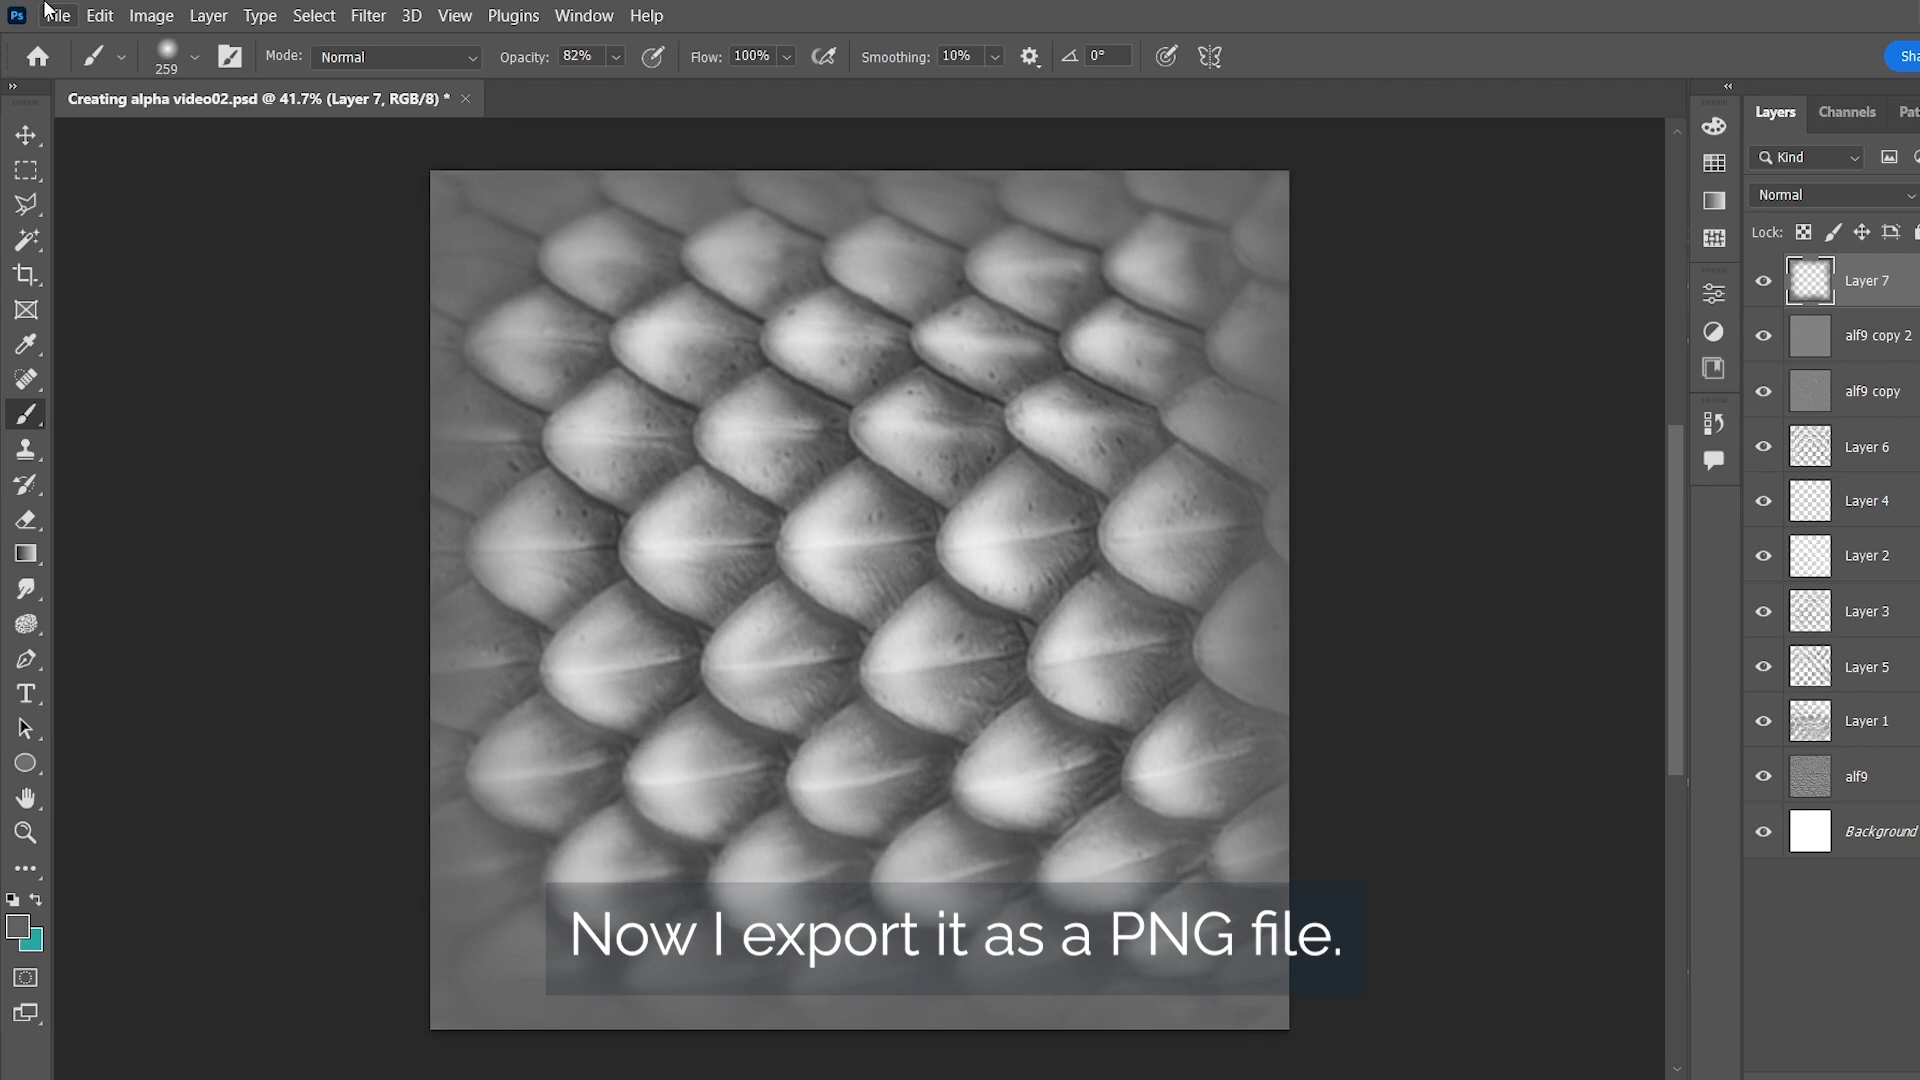 Ps File Edit Image Layer Type Select Filter 3D View Plugins Window Help
259 Mode: Normal Opacity: 82% Flow: 100% Smoothing: 10% 0° Sha
Creating alpha video02.psd @ 41.7% (Layer 7, RGB/8) *
Layers Channels Pat
Kind
Normal
Lock:
Layer 7
alf9 copy 2
alf9 copy
Layer 6
Layer 4
Layer 2
Layer 3
Layer 5
Layer 1
alf9
Background
Now I export it as a PNG file.